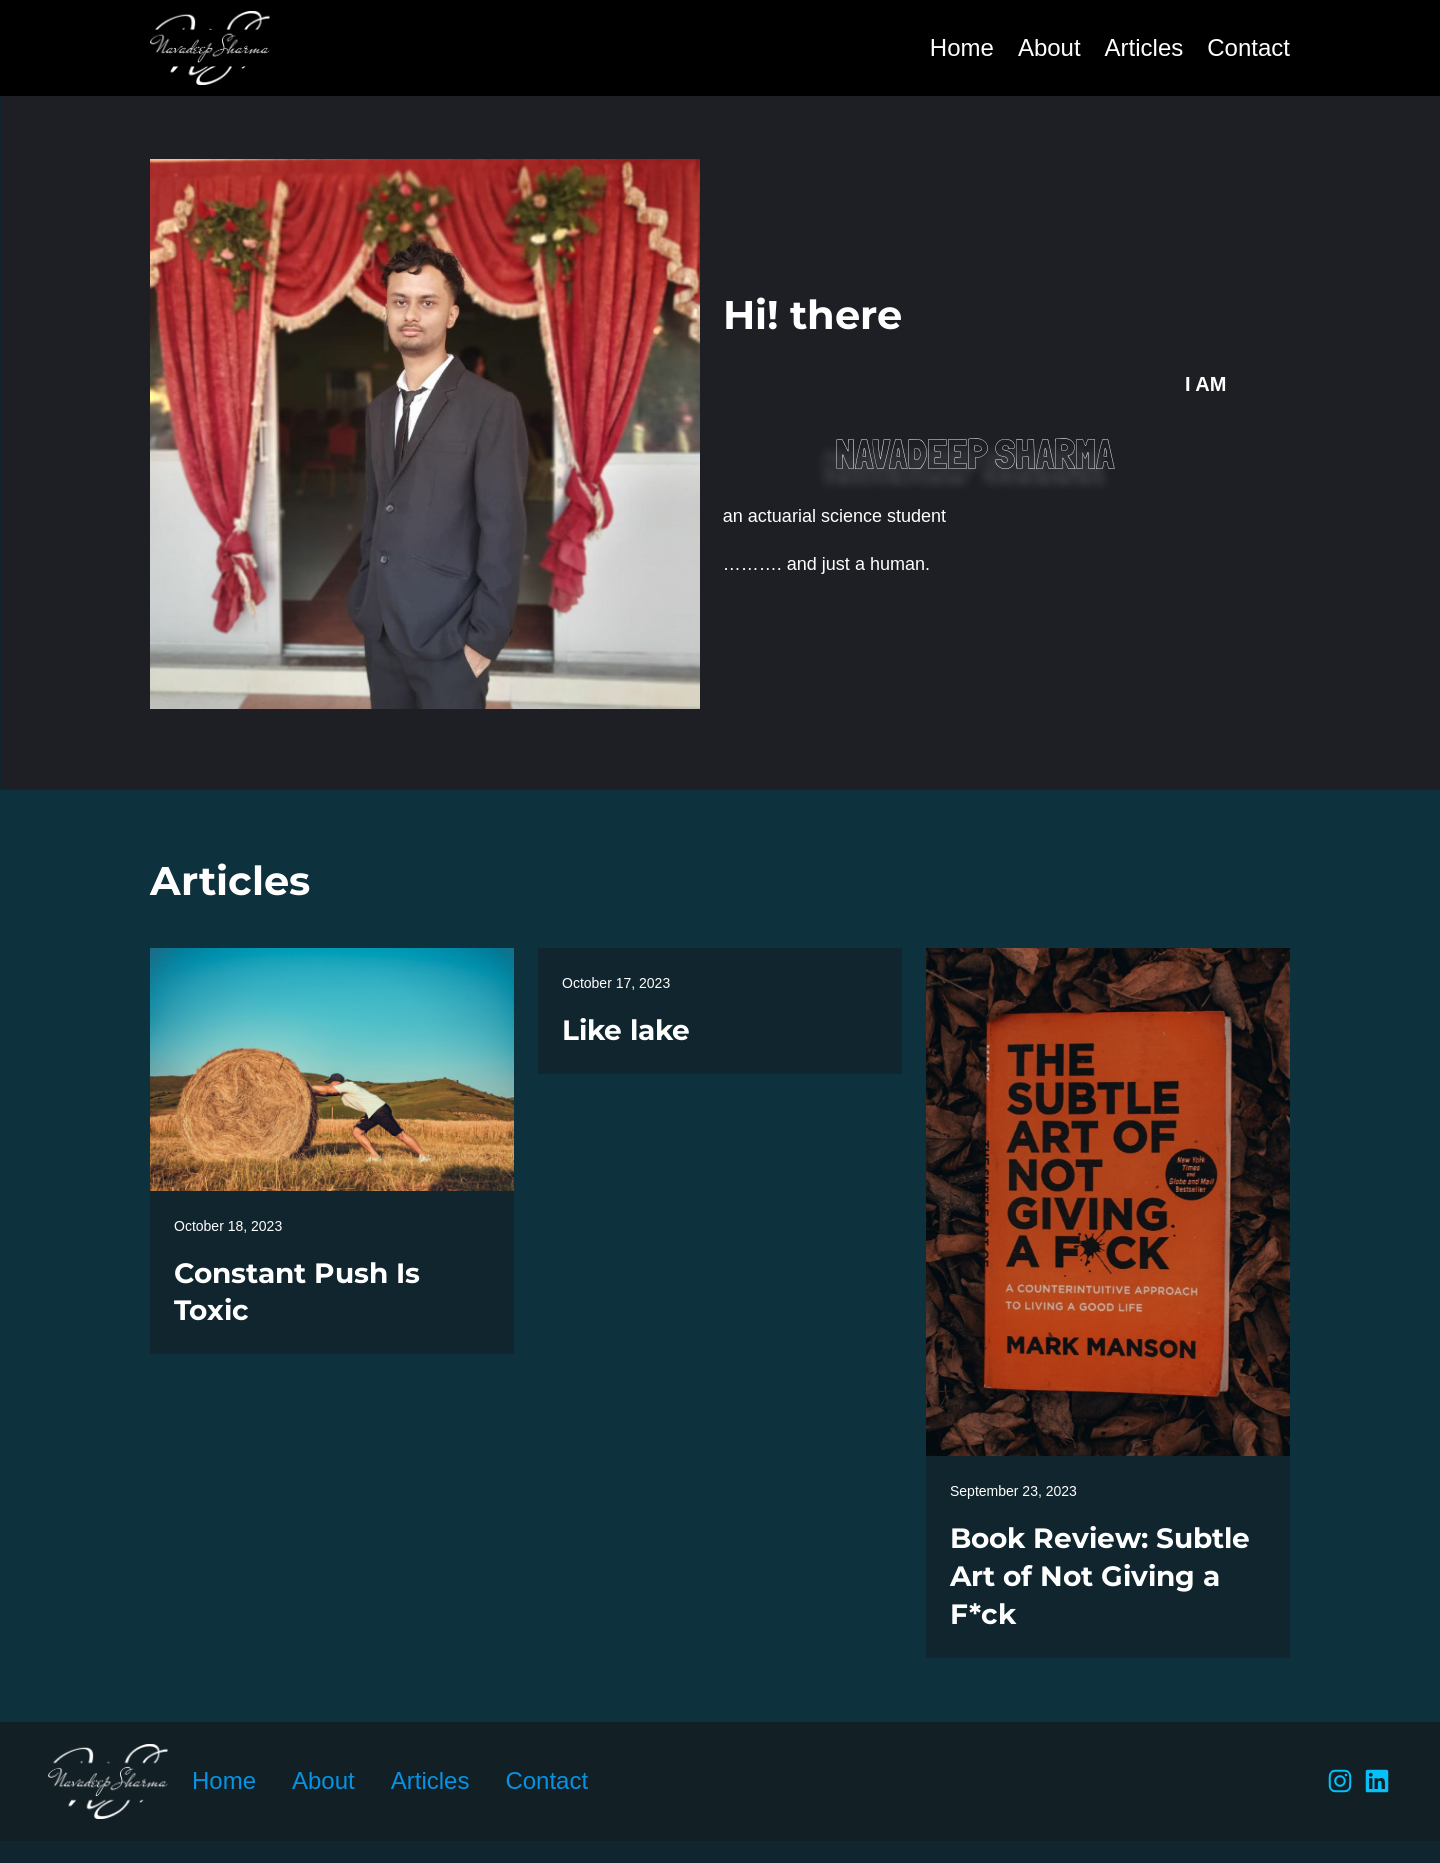 Navadeep Sharma
Home About Articles Contact
Hi! there
I AM
NAVADEEP SHARMA
an actuarial science student
………. and just a human.
Articles
October 18, 2023
Constant Push Is
Toxic
October 17, 2023
Like lake
THE
SUBTLE
ART OF
NOT
GIVING
A F*CK
New York
Times
and
Globe and Mail
Bestseller
A COUNTERINTUITIVE APPROACH
TO LIVING A GOOD LIFE
MARK MANSON
September 23, 2023
Book Review: Subtle
Art of Not Giving a
F*ck
Navadeep Sharma
Home About Articles Contact
in